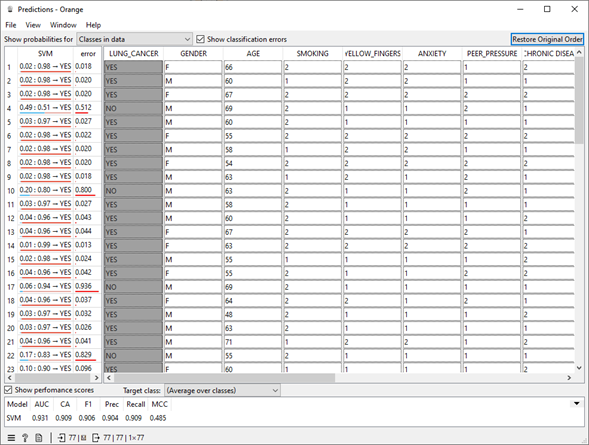 Predictions - Orange
File View Window Help
Show probabilities for Classes in data Show classification errors Restore Original Order
SVM error LUNG_CANCER GENDER AGE SMOKING YELLOW_FINGERS ANXIETY PEER_PRESSURE CHRONIC DISEA
1 0.02 : 0.98 → YES 0.018 YES F 66 2 2 2 1 2
2 0.02 : 0.98 → YES 0.020 YES M 60 1 2 2 1 2
3 0.02 : 0.98 → YES 0.020 YES F 67 2 2 2 2 2
4 0.49 : 0.51 → YES 0.512 NO M 69 2 1 1 2 1
5 0.03 : 0.97 → YES 0.027 YES M 60 2 2 2 2 1
6 0.02 : 0.98 → YES 0.022 YES F 55 2 2 2 2 2
7 0.02 : 0.98 → YES 0.020 YES M 58 1 2 2 1 1
8 0.02 : 0.98 → YES 0.020 YES F 54 2 2 2 2 2
9 0.02 : 0.98 → YES 0.018 YES M 63 1 2 2 1 1
10 0.20 : 0.80 → YES 0.800 NO M 63 2 1 1 1 2
11 0.03 : 0.97 → YES 0.027 YES M 58 2 1 1 1 1
12 0.04 : 0.96 → YES 0.043 YES M 60 2 1 1 1 1
13 0.04 : 0.96 → YES 0.044 YES F 67 2 2 2 2 1
14 0.01 : 0.99 → YES 0.013 YES F 63 2 2 2 2 2
15 0.02 : 0.98 → YES 0.024 YES M 55 1 1 1 1 2
16 0.04 : 0.96 → YES 0.042 YES F 55 2 1 1 2 1
17 0.06 : 0.94 → YES 0.936 NO M 69 2 1 1 1 1
18 0.04 : 0.96 → YES 0.037 YES F 64 2 2 1 2 2
19 0.03 : 0.97 → YES 0.032 YES M 48 2 1 1 1 1
20 0.03 : 0.97 → YES 0.026 YES M 63 2 1 1 1 2
21 0.04 : 0.96 → YES 0.041 YES M 71 1 2 2 1 2
22 0.17 : 0.83 → YES 0.829 NO M 55 2 1 1 1 1
23 0.10 : 0.90 → YES 0.096 YES F 60 1 1 1 1 2
Show perfomance scores Target class: (Average over classes)
Model AUC CA F1 Prec Recall MCC
SVM 0.931 0.909 0.906 0.904 0.909 0.485
77 | 77 | 77 | 1×77